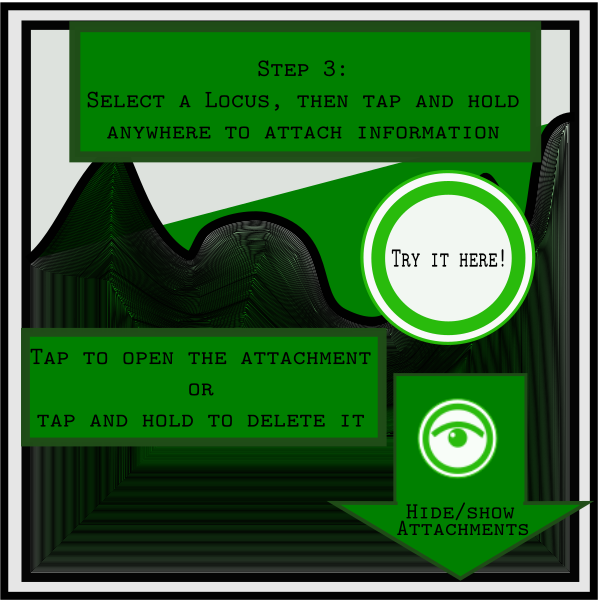 Step 3:
Select a Locus, then tap and hold
anywhere to attach information
Try it here!
Tap to open the attachment
or
tap and hold to delete it
Hide/show
Attachments